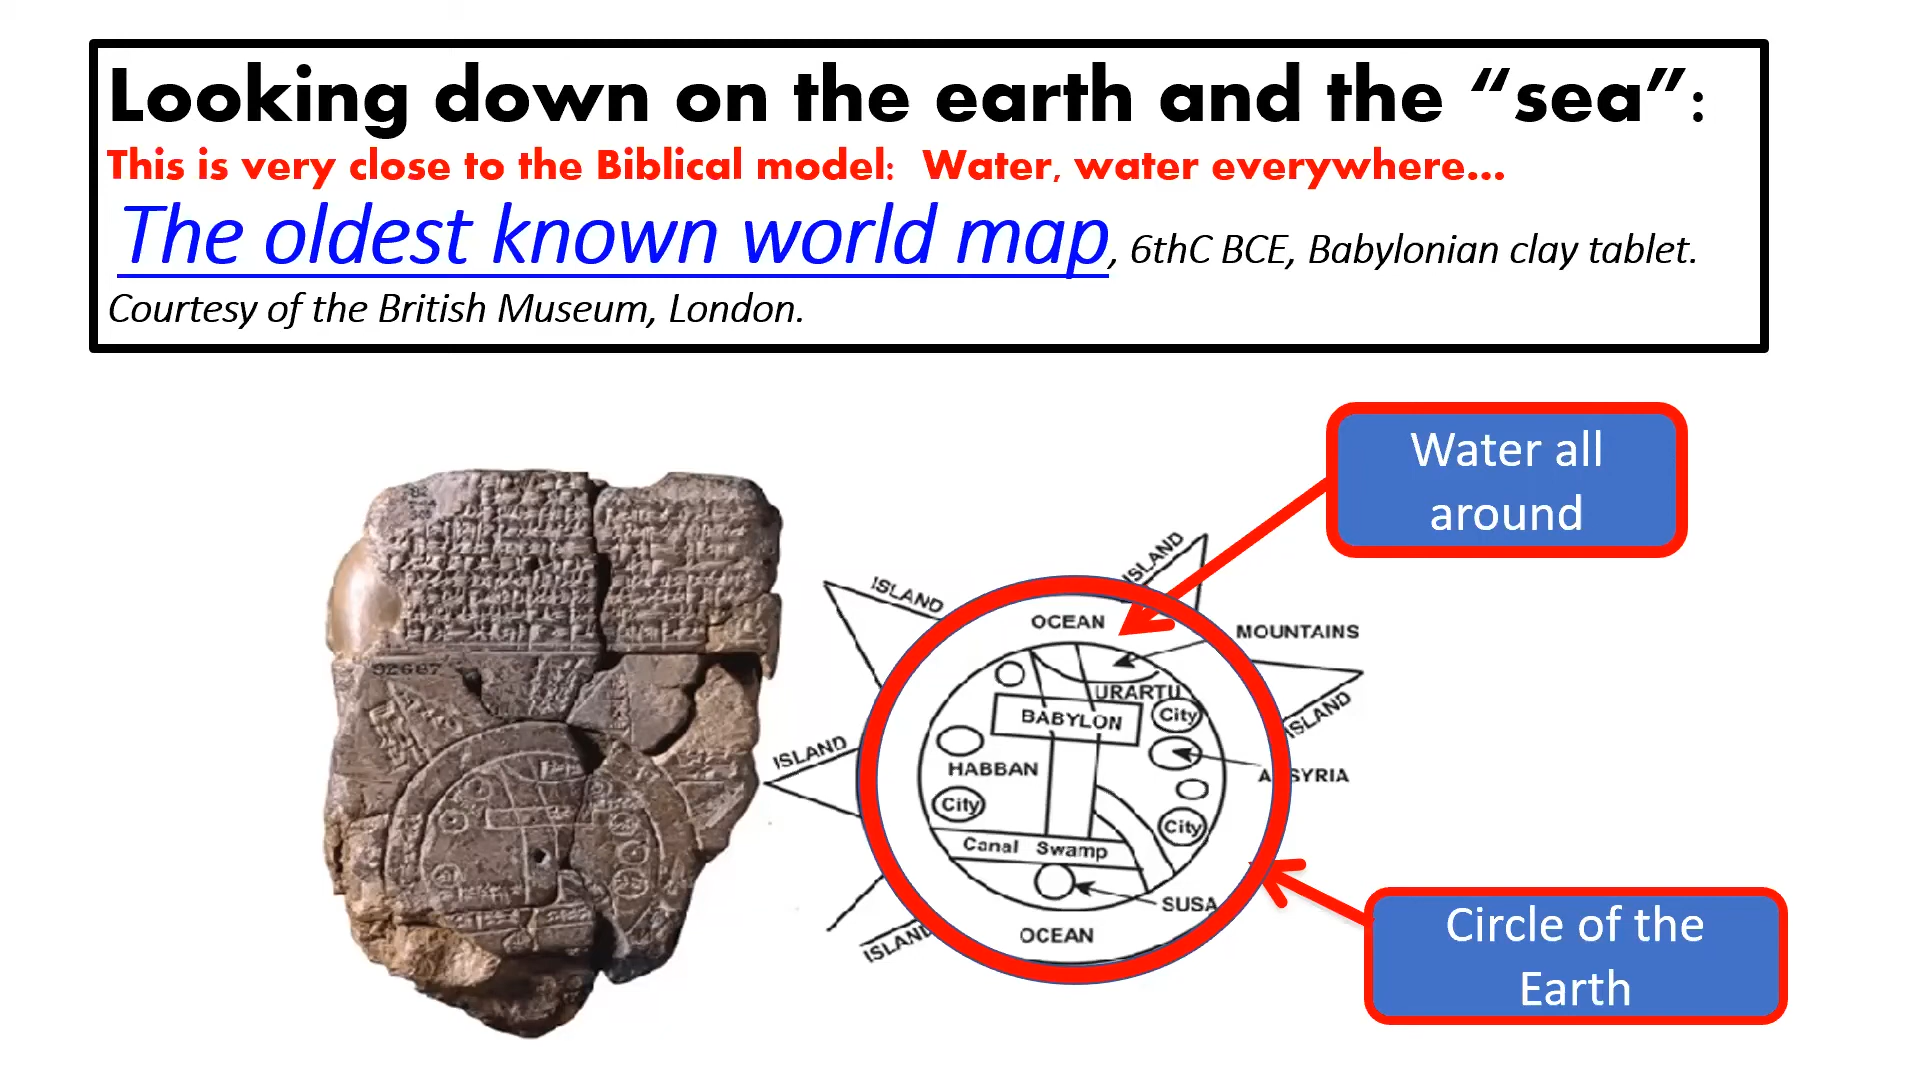 Looking down on the earth and the “sea”:
This is very close to the Biblical model: Water, water everywhere...
The oldest known world map, 6thC BCE, Babylonian clay tablet.
Courtesy of the British Museum, London.
Water all
around
ISLAND
ISLAND
OCEAN
MOUNTAINS
URARTU
BABYLON
City
ISLAND
ISLAND
HABBAN
ASSYRIA
City
City
Canal Swamp
SUSA
ISLAND
OCEAN
Circle of the
Earth
92687